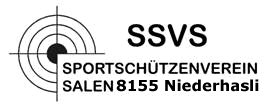 SSVS
SPORTSCHÜTZENVEREIN
SALEN 8155 Niederhasli